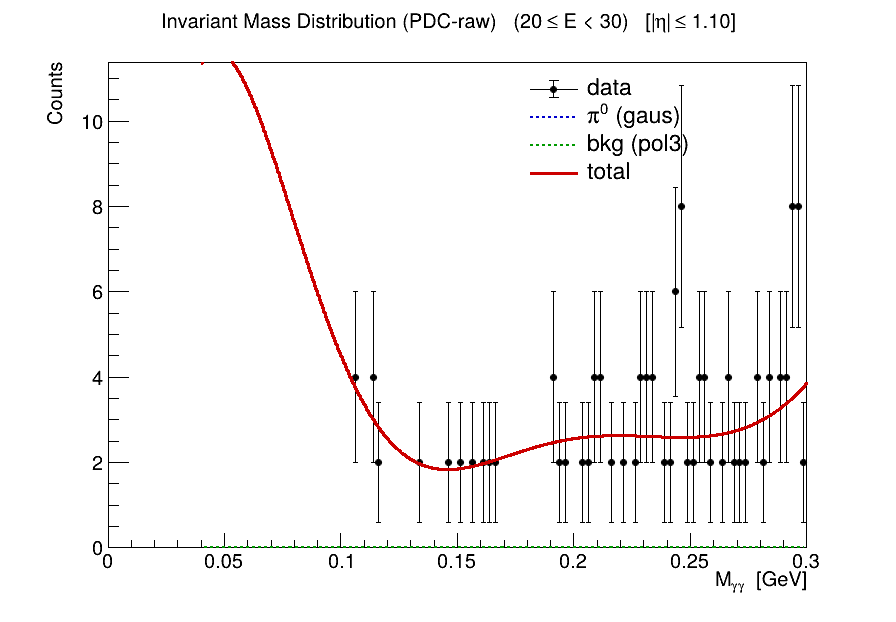 Invariant Mass Distribution (PDC-raw) (20 ≤ E < 30) [|η| ≤ 1.10]
Counts
data
π⁰ (gaus)
bkg (pol3)
total
10
8
6
4
2
0
0 0.05 0.1 0.15 0.2 0.25 0.3
Mγγ [GeV]